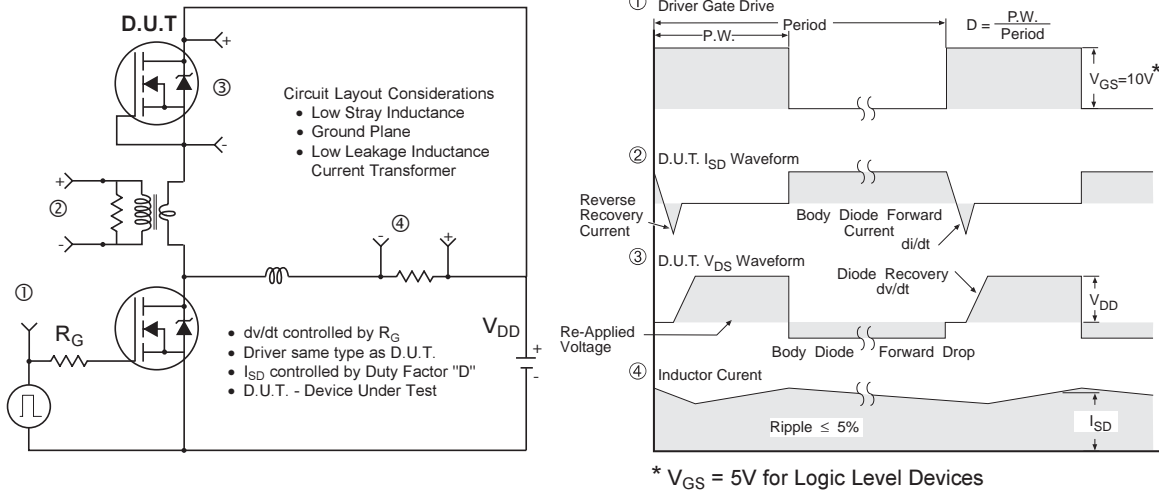 D.U.T
+
③
-
Circuit Layout Considerations
• Low Stray Inductance
• Ground Plane
• Low Leakage Inductance
Current Transformer
+
②
-
④
-
+
①
R_G
V_DD
+
-
• dv/dt controlled by R_G
• Driver same type as D.U.T.
• I_SD controlled by Duty Factor "D"
• D.U.T. - Device Under Test
① Driver Gate Drive
P.W.
Period
D = P.W. / Period
V_GS=10V*
② D.U.T. I_SD Waveform
Reverse
Recovery
Current
Body Diode Forward
Current
di/dt
③ D.U.T. V_DS Waveform
Diode Recovery
dv/dt
V_DD
Re-Applied
Voltage
Body Diode Forward Drop
④ Inductor Curent
Ripple ≤ 5%
I_SD
* V_GS = 5V for Logic Level Devices